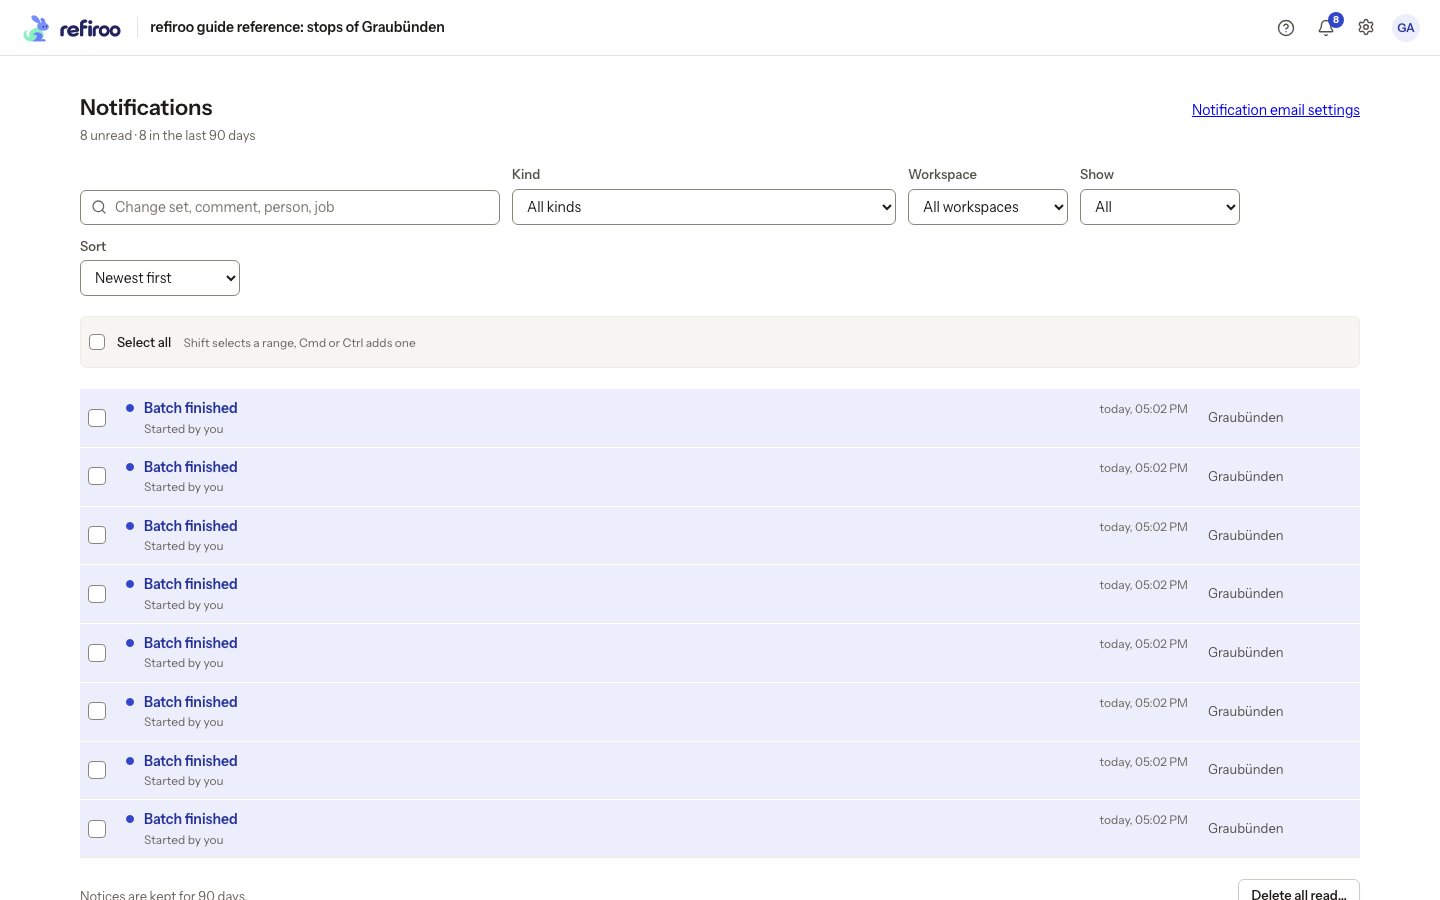 refiroo
refiroo guide reference: stops of Graubünden
8
GA
Notifications
Notification email settings
8 unread · 8 in the last 90 days
Kind
Workspace
Show
Change set, comment, person, job
All kinds
All workspaces
All
Sort
Newest first
Select all
Shift selects a range, Cmd or Ctrl adds one
Batch finished
today, 05:02 PM
Graubünden
Started by you
Batch finished
today, 05:02 PM
Graubünden
Started by you
Batch finished
today, 05:02 PM
Graubünden
Started by you
Batch finished
today, 05:02 PM
Graubünden
Started by you
Batch finished
today, 05:02 PM
Graubünden
Started by you
Batch finished
today, 05:02 PM
Graubünden
Started by you
Batch finished
today, 05:02 PM
Graubünden
Started by you
Batch finished
today, 05:02 PM
Graubünden
Started by you
Notices are kept for 90 days.
Delete all read...